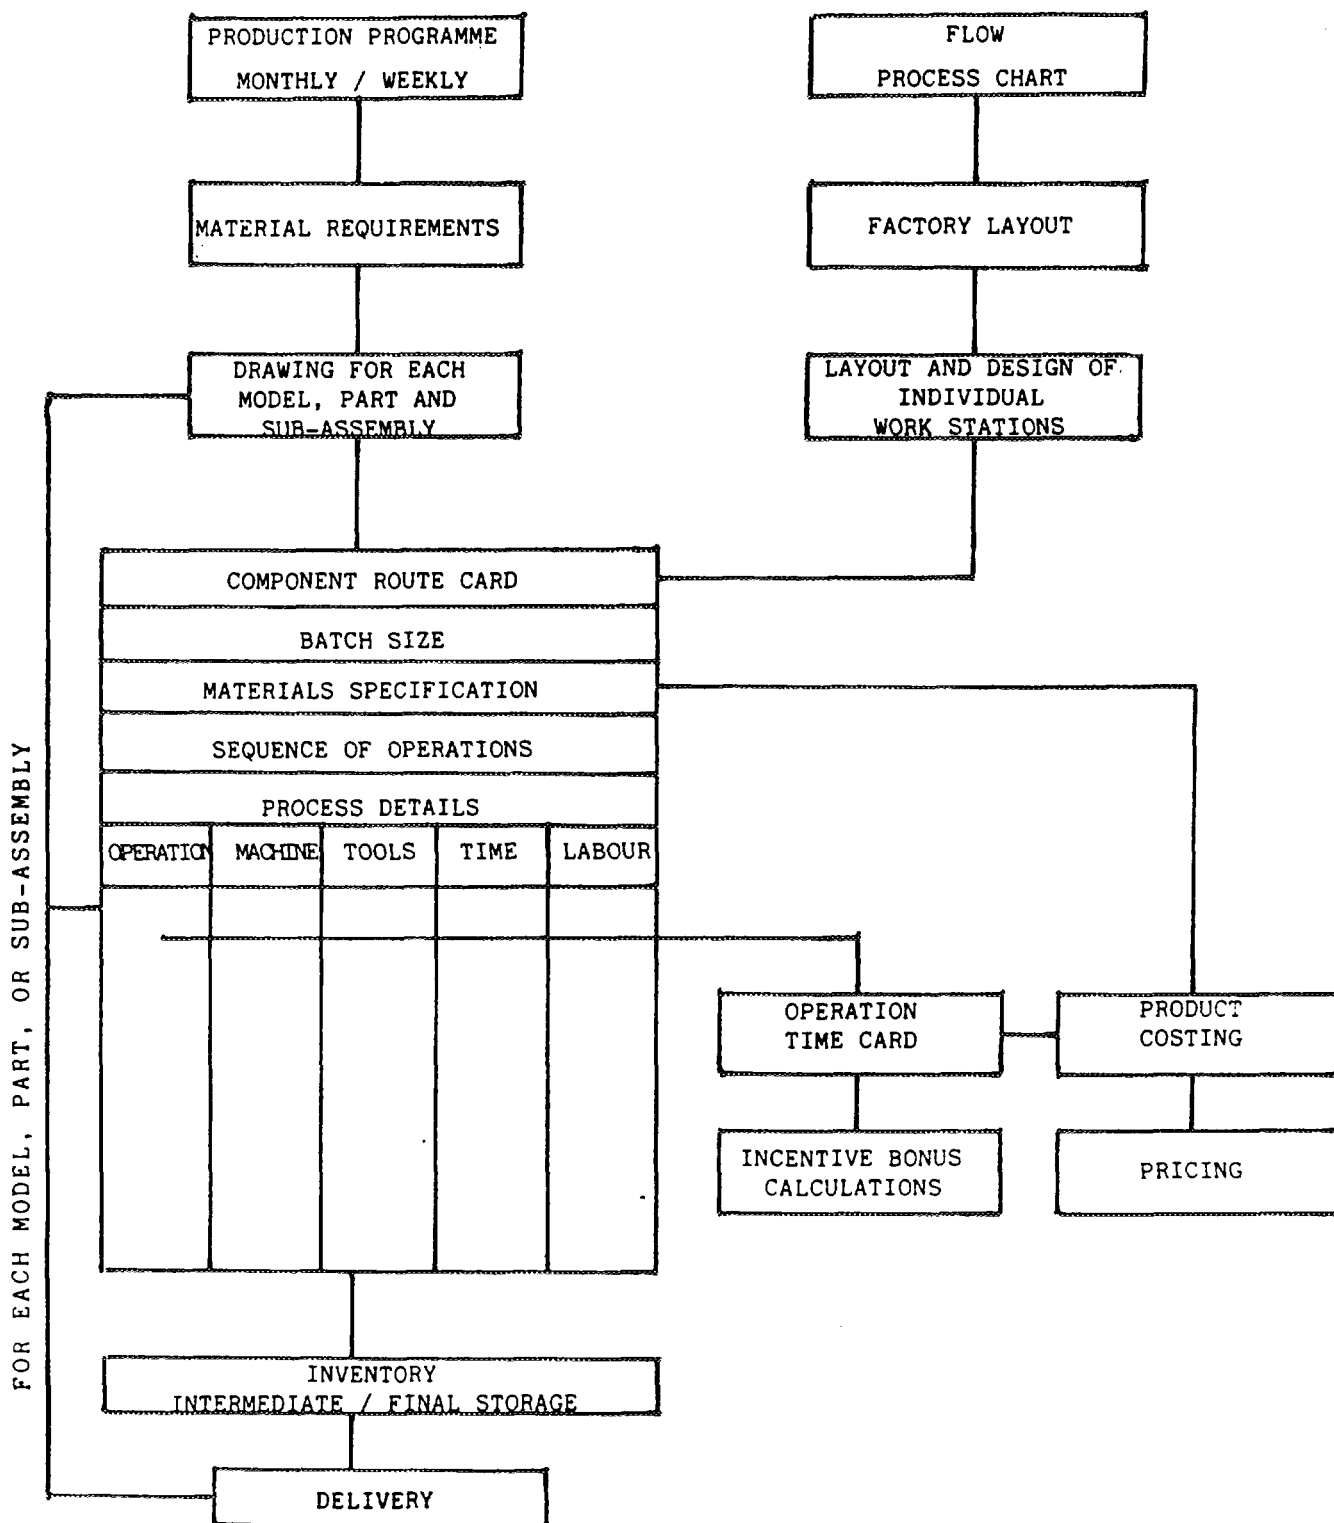 PRODUCTION PROGRAMME
MONTHLY / WEEKLY
FLOW
PROCESS CHART
MATERIAL REQUIREMENTS
FACTORY LAYOUT
DRAWING FOR EACH
MODEL, PART AND
SUB-ASSEMBLY
LAYOUT AND DESIGN OF
INDIVIDUAL
WORK STATIONS
COMPONENT ROUTE CARD
BATCH SIZE
MATERIALS SPECIFICATION
SEQUENCE OF OPERATIONS
PROCESS DETAILS
OPERATION MACHINE TOOLS TIME LABOUR
FOR EACH MODEL, PART, OR SUB-ASSEMBLY
OPERATION
TIME CARD
PRODUCT
COSTING
INCENTIVE BONUS
CALCULATIONS
PRICING
INVENTORY
INTERMEDIATE / FINAL STORAGE
DELIVERY